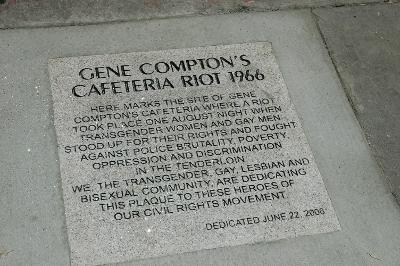 GENE COMPTON'S
CAFETERIA RIOT 1966
HERE MARKS THE SITE OF GENE
COMPTON'S CAFETERIA WHERE A RIOT
TOOK PLACE ONE AUGUST NIGHT WHEN
TRANSGENDER WOMEN AND GAY MEN
STOOD UP FOR THEIR RIGHTS AND FOUGHT
AGAINST POLICE BRUTALITY, POVERTY,
OPPRESSION AND DISCRIMINATION
IN THE TENDERLOIN.
WE, THE TRANSGENDER, GAY, LESBIAN AND
BISEXUAL COMMUNITY, ARE DEDICATING
THIS PLAQUE TO THESE HEROES OF
OUR CIVIL RIGHTS MOVEMENT.
DEDICATED JUNE 22, 2006